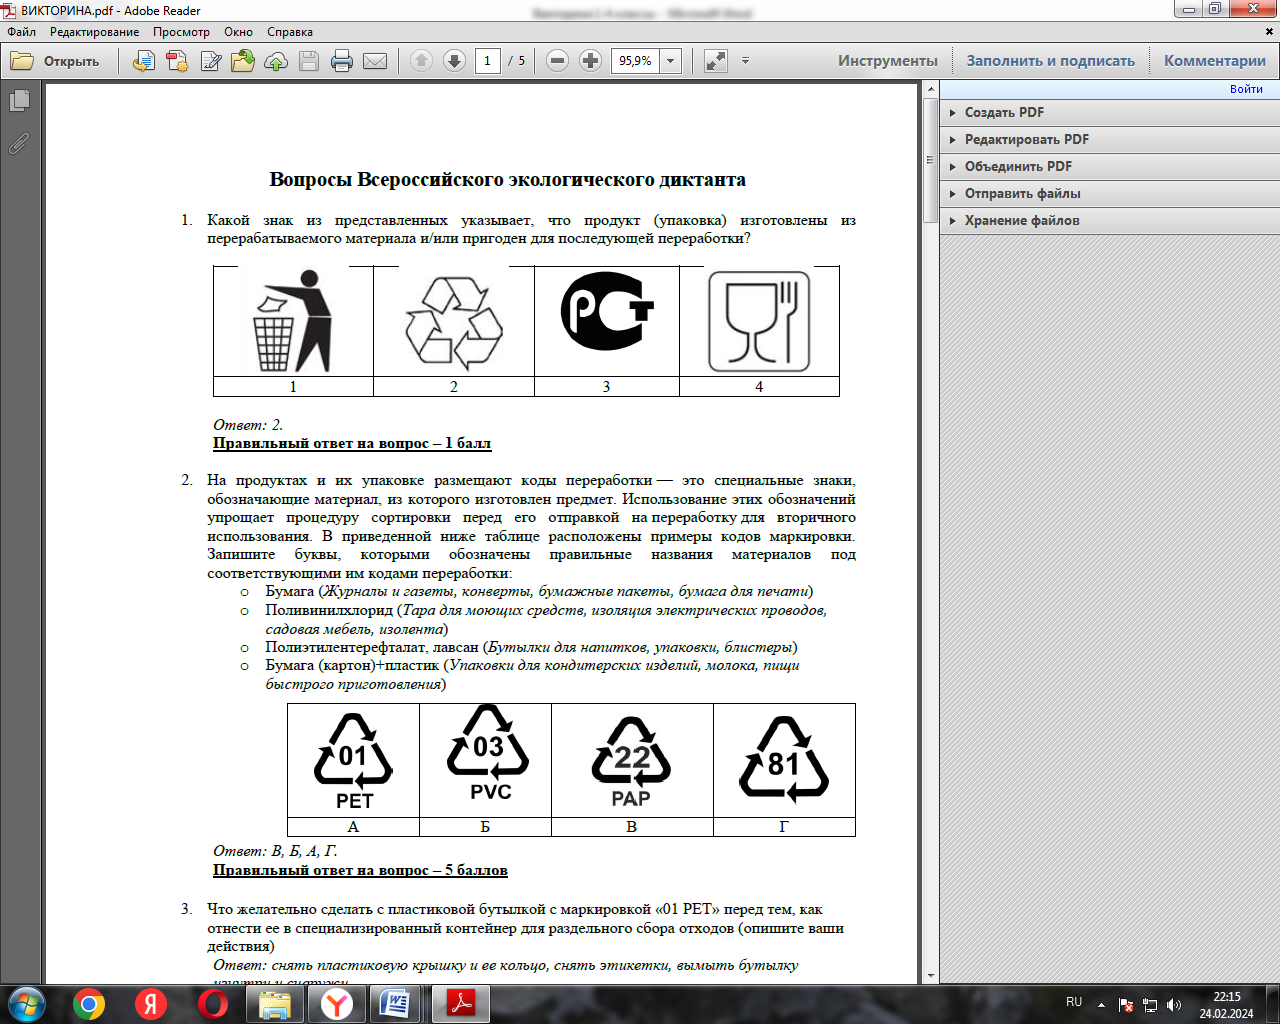 ВИКТОРИНА.pdf - Adobe Reader
Файл Редактирование Просмотр Окно Справка
Открыть 1 / 5 95,9% Инструменты Заполнить и подписать Комментарии
Войти
Создать PDF
Редактировать PDF
Объединить PDF
Отправить файлы
Хранение файлов
Вопросы Всероссийского экологического диктанта
1. Какой знак из представленных указывает, что продукт (упаковка) изготовлены из
перерабатываемого материала и/или пригоден для последующей переработки?
РСТ
1 2 3 4
Ответ: 2.
Правильный ответ на вопрос – 1 балл
2. На продуктах и их упаковке размещают коды переработки — это специальные знаки,
обозначающие материал, из которого изготовлен предмет. Использование этих обозначений
упрощает процедуру сортировки перед его отправкой на переработку для вторичного
использования. В приведенной ниже таблице расположены примеры кодов маркировки.
Запишите буквы, которыми обозначены правильные названия материалов под
соответствующими им кодами переработки:
o Бумага (Журналы и газеты, конверты, бумажные пакеты, бумага для печати)
o Поливинилхлорид (Тара для моющих средств, изоляция электрических проводов,
садовая мебель, изолента)
o Полиэтилентерефталат, лавсан (Бутылки для напитков, упаковки, блистеры)
o Бумага (картон)+пластик (Упаковки для кондитерских изделий, молока, пищи
быстрого приготовления)
01 03 22 81
PET PVC PAP
А Б В Г
Ответ: В, Б, А, Г.
Правильный ответ на вопрос – 5 баллов
3. Что желательно сделать с пластиковой бутылкой с маркировкой «01 PET» перед тем, как
отнести ее в специализированный контейнер для раздельного сбора отходов (опишите ваши
действия)
Ответ: снять пластиковую крышку и ее кольцо, снять этикетки, вымыть бутылку
RU 22:15
24.02.2024